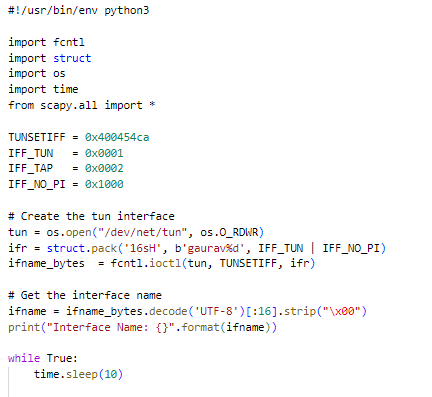 #!/usr/bin/env python3

import fcntl
import struct
import os
import time
from scapy.all import *

TUNSETIFF = 0x400454ca
IFF_TUN   = 0x0001
IFF_TAP   = 0x0002
IFF_NO_PI = 0x1000

# Create the tun interface
tun = os.open("/dev/net/tun", os.O_RDWR)
ifr = struct.pack('16sH', b'gaurav%d', IFF_TUN | IFF_NO_PI)
ifname_bytes  = fcntl.ioctl(tun, TUNSETIFF, ifr)

# Get the interface name
ifname = ifname_bytes.decode('UTF-8')[:16].strip("\x00")
print("Interface Name: {}".format(ifname))

while True:
    time.sleep(10)